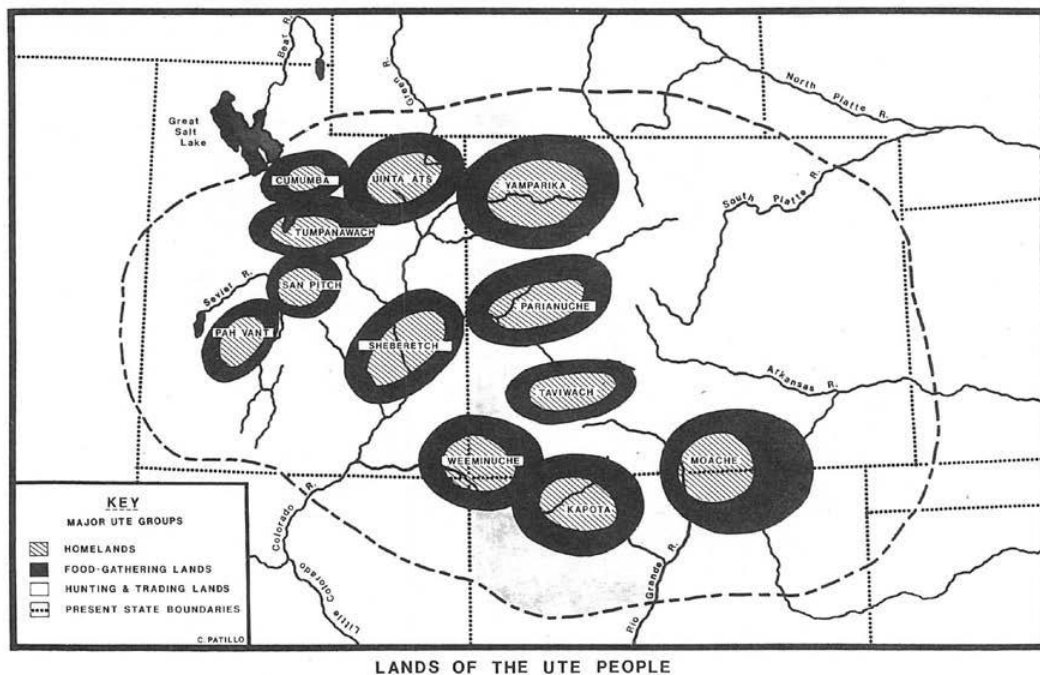 Bear R.
Green R.
North Platte R.
Great
Salt
Lake
CUMUMBA
UINTA ATS
YAMPARIKA
South Platte R.
TUMPANAWACH
SAN PITCH
Sevier R.
PARIANUCHE
PAH VANT
SHEBERETCH
TAVIWACH
Arkansas R.
WEEMINUCHE
MOACHE
KAPOTA
Colorado R.
Little Colorado R.
Rio Grande R.
KEY
MAJOR UTE GROUPS
HOMELANDS
FOOD-GATHERING LANDS
HUNTING & TRADING LANDS
PRESENT STATE BOUNDARIES
C. PATILLO
LANDS OF THE UTE PEOPLE